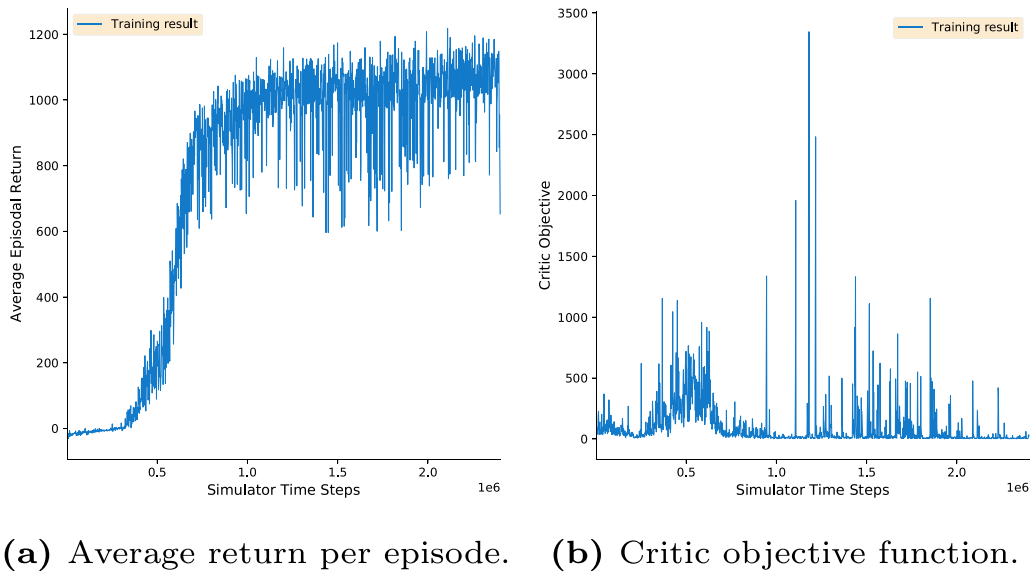 Training result
1200
1000
800
600
400
200
0
Average Episodal Return
0.5
1.0
1.5
2.0
1e6
Simulator Time Steps
(a) Average return per episode.
Training result
3500
3000
2500
2000
1500
1000
500
0
Critic Objective
0.5
1.0
1.5
2.0
1e6
Simulator Time Steps
(b) Critic objective function.